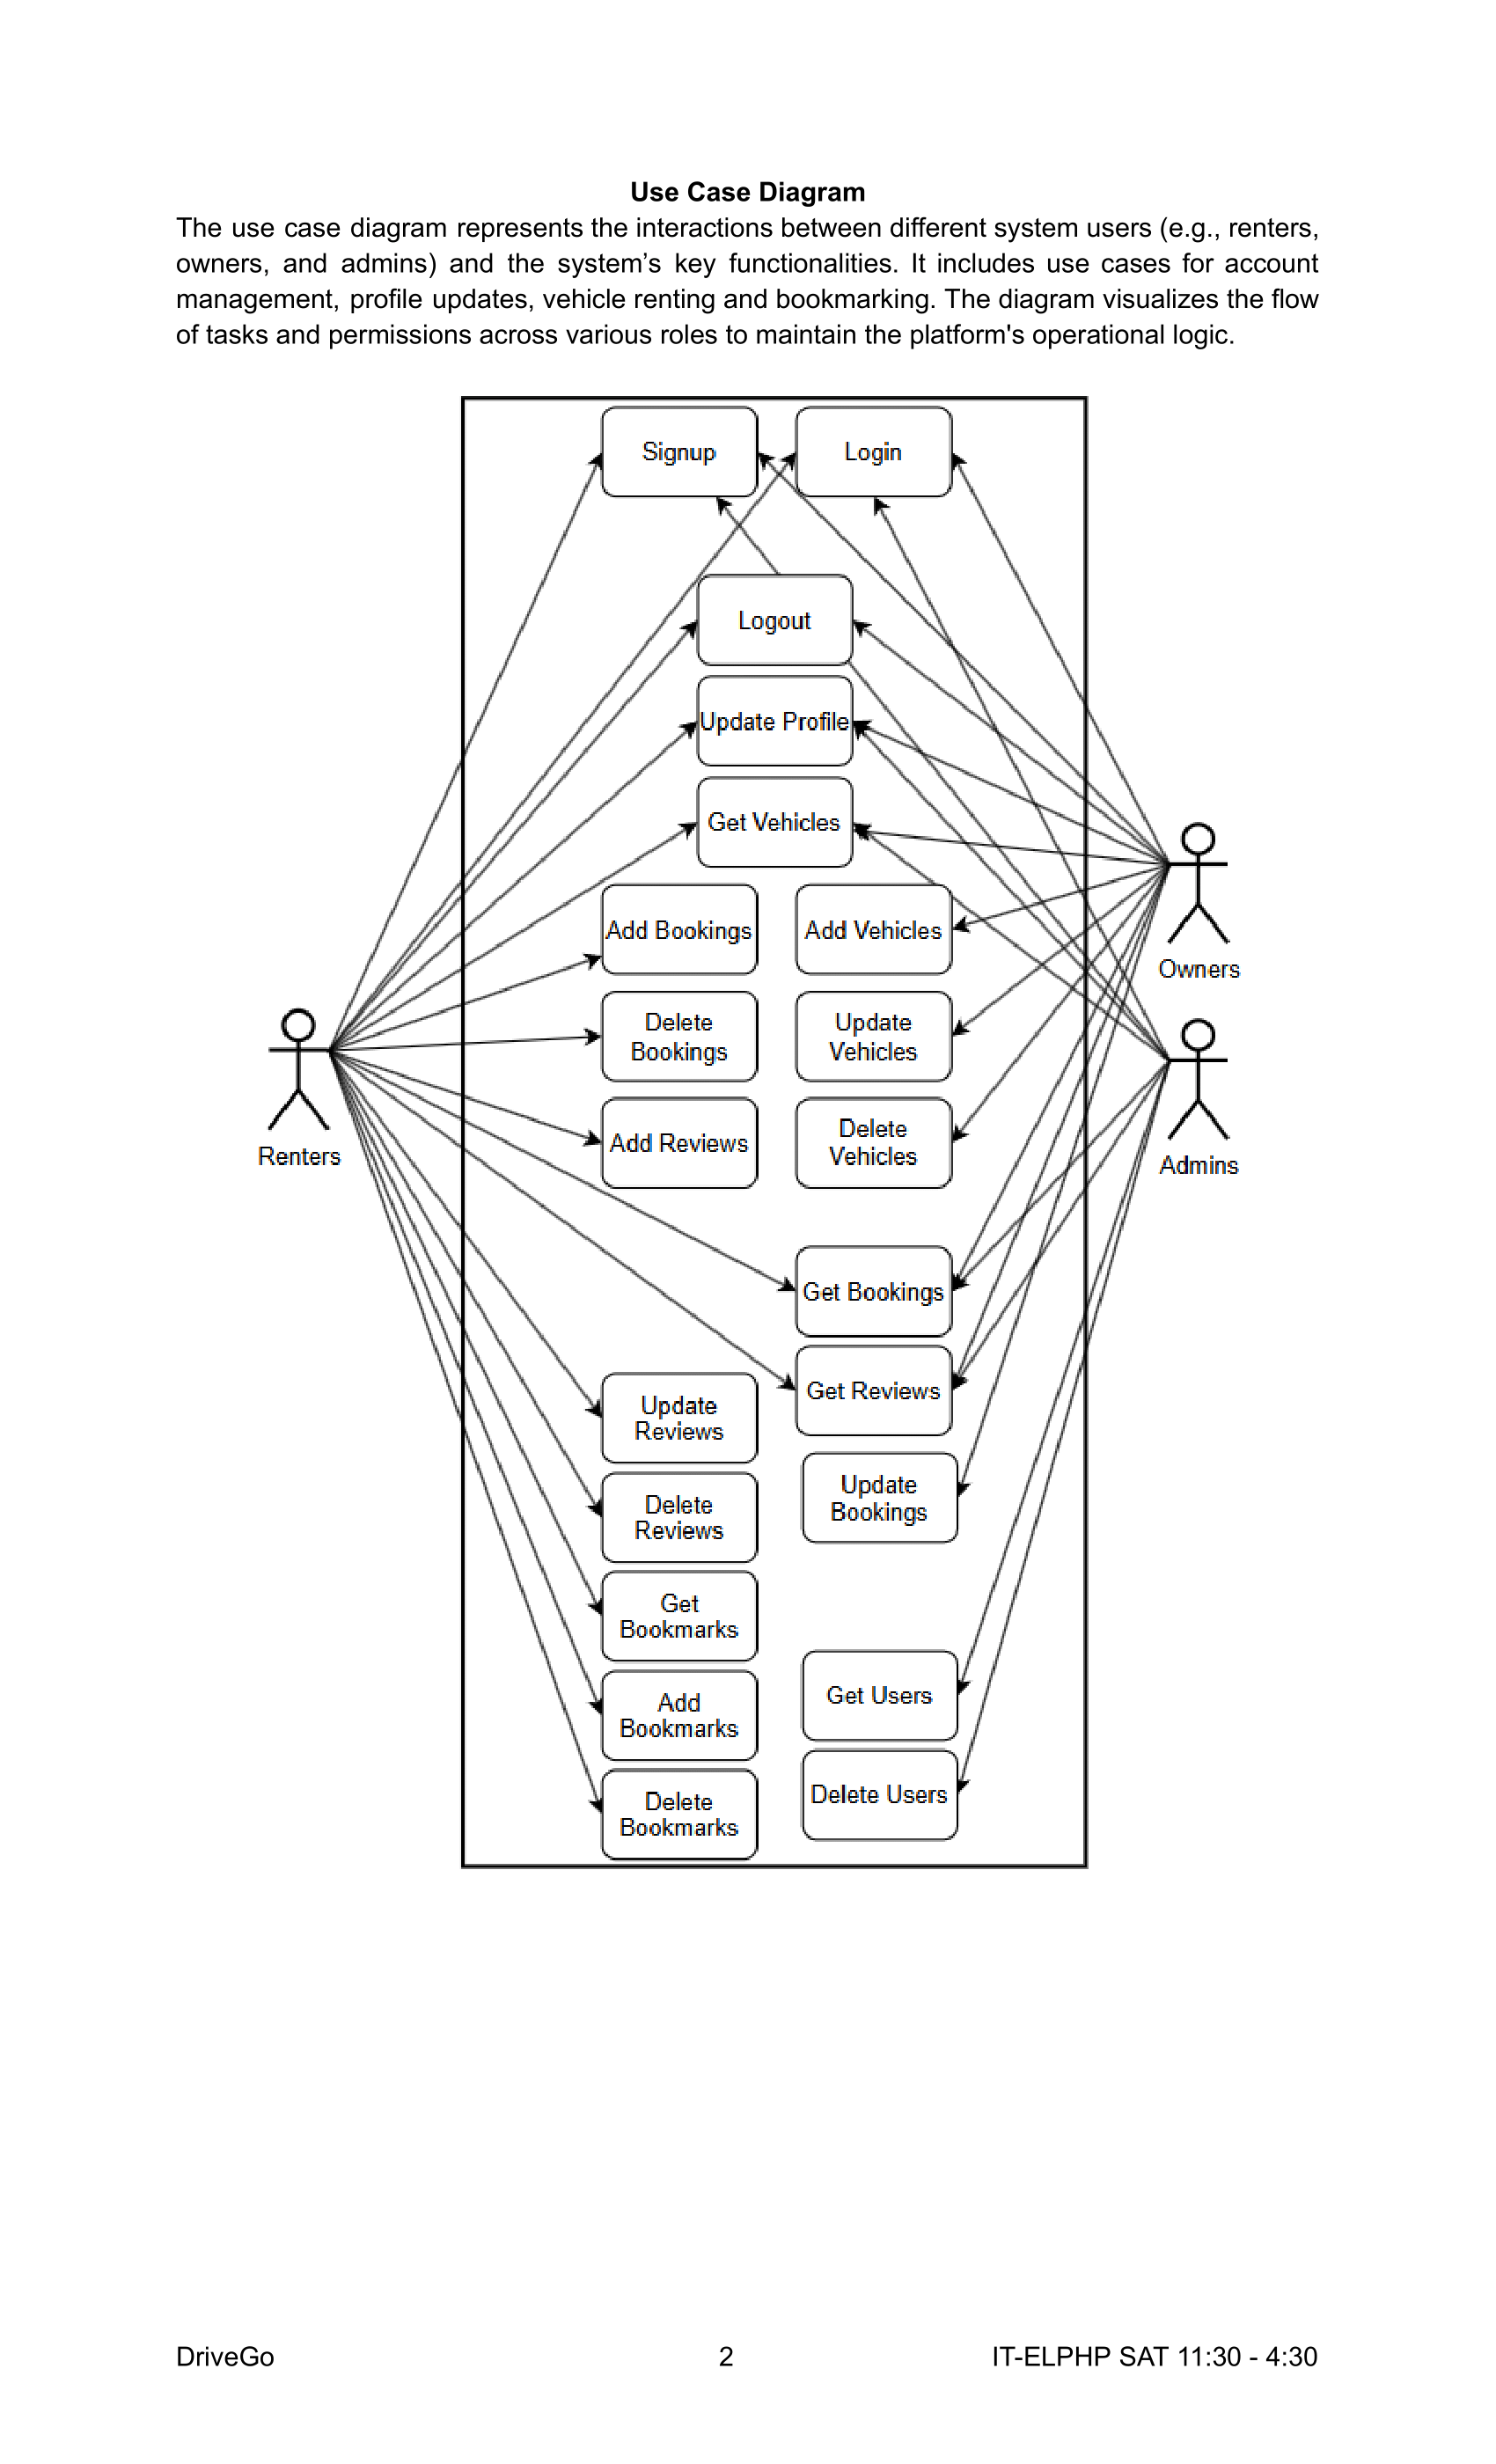 Use Case Diagram
The use case diagram represents the interactions between different system users (e.g., renters,
owners, and admins) and the system’s key functionalities. It includes use cases for account
management, profile updates, vehicle renting and bookmarking. The diagram visualizes the flow
of tasks and permissions across various roles to maintain the platform's operational logic.
Signup
Login
Logout
Update Profile
Get Vehicles
Add Bookings
Add Vehicles
Owners
Delete
Bookings
Update
Vehicles
Add Reviews
Delete
Vehicles
Renters
Admins
Get Bookings
Get Reviews
Update
Reviews
Update
Bookings
Delete
Reviews
Get
Bookmarks
Get Users
Add
Bookmarks
Delete Users
Delete
Bookmarks
DriveGo
2
IT-ELPHP SAT 11:30 - 4:30